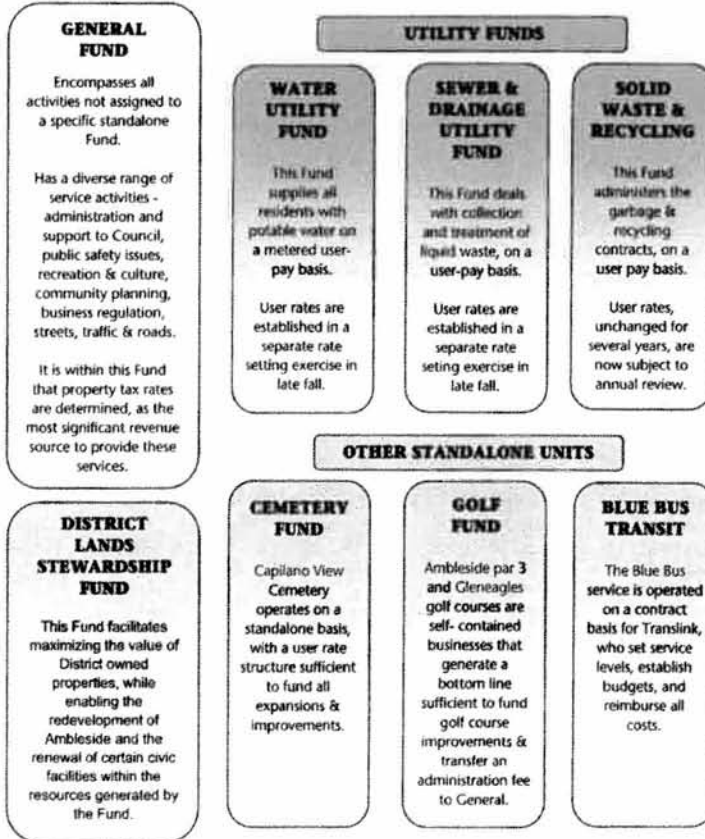 GENERAL
FUND
Encompasses all
activities not assigned to
a specific standalone
Fund.
Has a diverse range of
service activities -
administration and
support to Council,
public safety issues,
recreation & culture,
community planning,
business regulation,
streets, traffic & roads.
It is within this Fund
that property tax rates
are determined, as the
most significant revenue
source to provide these
services.
UTILITY FUNDS
WATER
UTILITY
FUND
This Fund
supplies all
residents with
potable water on
a metered user-
pay basis.
User rates are
established in a
separate rate
setting exercise in
late fall.
SEWER &
DRAINAGE
UTILITY
FUND
This Fund deals
with collection
and treatment of
liquid waste, on a
user-pay basis.
User rates are
established in a
separate rate
seting exercise in
late fall.
SOLID
WASTE &
RECYCLING
This Fund
administers the
garbage &
recycling
contracts, on a
user pay basis.
User rates,
unchanged for
several years, are
now subject to
annual review.
DISTRICT
LANDS
STEWARDSHIP
FUND
This Fund facilitates
maximizing the value of
District owned
properties, while
enabling the
redevelopment of
Ambleside and the
renewal of certain civic
facilities within the
resources generated by
the Fund.
OTHER STANDALONE UNITS
CEMETERY
FUND
Capilano View
Cemetery
operates on a
standalone basis,
with a user rate
structure sufficient
to fund all
expansions &
improvements.
GOLF
FUND
Ambleside par 3
and Gleneagles
golf courses are
self- contained
businesses that
generate a
bottom line
sufficient to fund
golf course
improvements &
transfer an
administration fee
to General.
BLUE BUS
TRANSIT
The Blue Bus
service is operated
on a contract
basis for Translink,
who set service
levels, establish
budgets, and
reimburse all
costs.